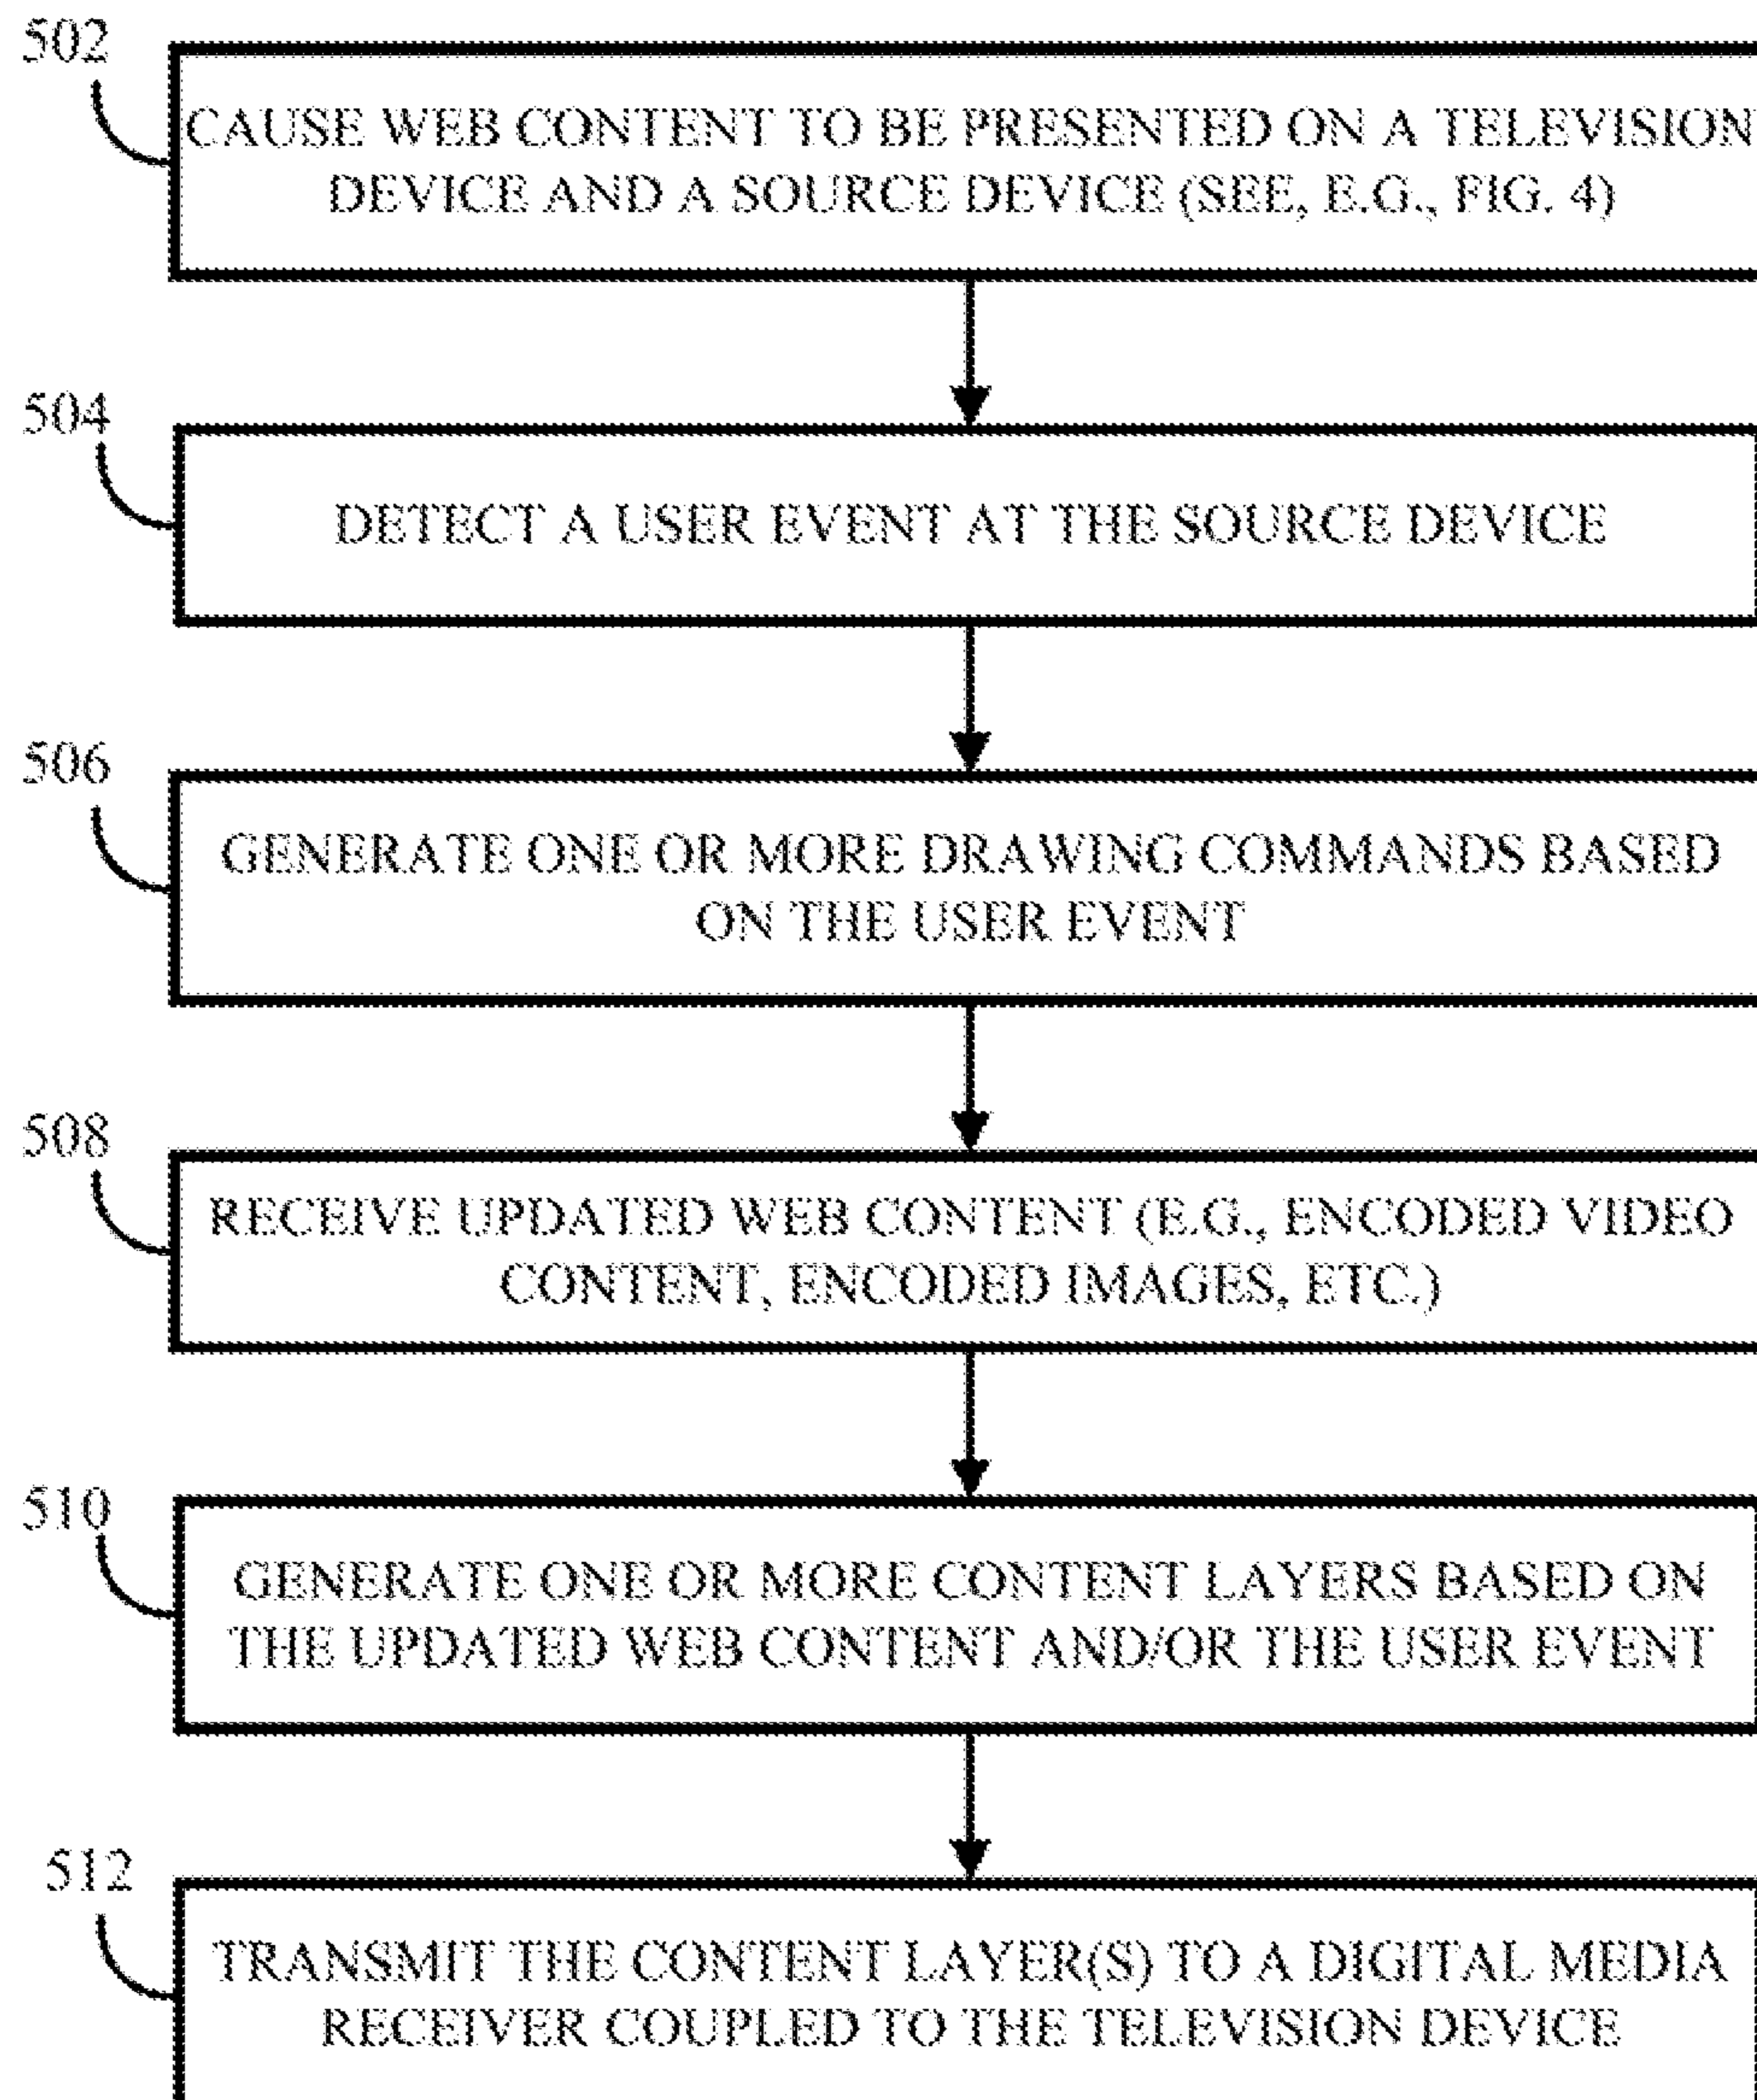 502
CAUSE WEB CONTENT TO BE PRESENTED ON A TELEVISION
DEVICE AND A SOURCE DEVICE (SEE, E.G., FIG. 4)
504
DETECT A USER EVENT AT THE SOURCE DEVICE
506
GENERATE ONE OR MORE DRAWING COMMANDS BASED
ON THE USER EVENT
508
RECEIVE UPDATED WEB CONTENT (E.G., ENCODED VIDEO
CONTENT, ENCODED IMAGES, ETC.)
510
GENERATE ONE OR MORE CONTENT LAYERS BASED ON
THE UPDATED WEB CONTENT AND/OR THE USER EVENT
512
TRANSMIT THE CONTENT LAYER(S) TO A DIGITAL MEDIA
RECEIVER COUPLED TO THE TELEVISION DEVICE